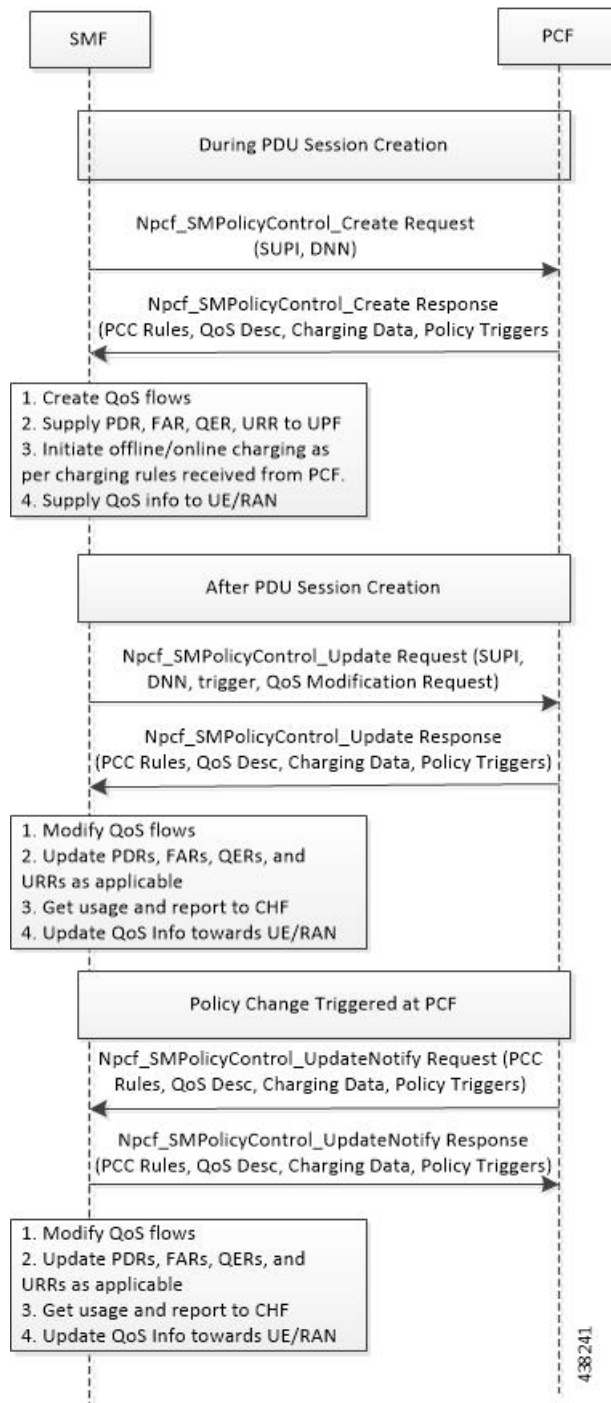 SMF
PCF
During PDU Session Creation
Npcf_SMPolicyControl_Create Request
(SUPI, DNN)
Npcf_SMPolicyControl_Create Response
(PCC Rules, QoS Desc, Charging Data, Policy Triggers
1. Create QoS flows
2. Supply PDR, FAR, QER, URR to UPF
3. Initiate offline/online charging as
per charging rules received from PCF.
4. Supply QoS info to UE/RAN
After PDU Session Creation
Npcf_SMPolicyControl_Update Request (SUPI,
DNN, trigger, QoS Modification Request)
Npcf_SMPolicyControl_Update Response
(PCC Rules, QoS Desc, Charging Data, Policy Triggers)
1. Modify QoS flows
2. Update PDRs, FARs, QERs, and
URRs as applicable
3. Get usage and report to CHF
4. Update QoS Info towards UE/RAN
Policy Change Triggered at PCF
Npcf_SMPolicyControl_UpdateNotify Request (PCC
Rules, QoS Desc, Charging Data, Policy Triggers)
Npcf_SMPolicyControl_UpdateNotify Response
(PCC Rules, QoS Desc, Charging Data, Policy Triggers)
1. Modify QoS flows
2. Update PDRs, FARs, QERs, and
URRs as applicable
3. Get usage and report to CHF
4. Update QoS Info towards UE/RAN
438241